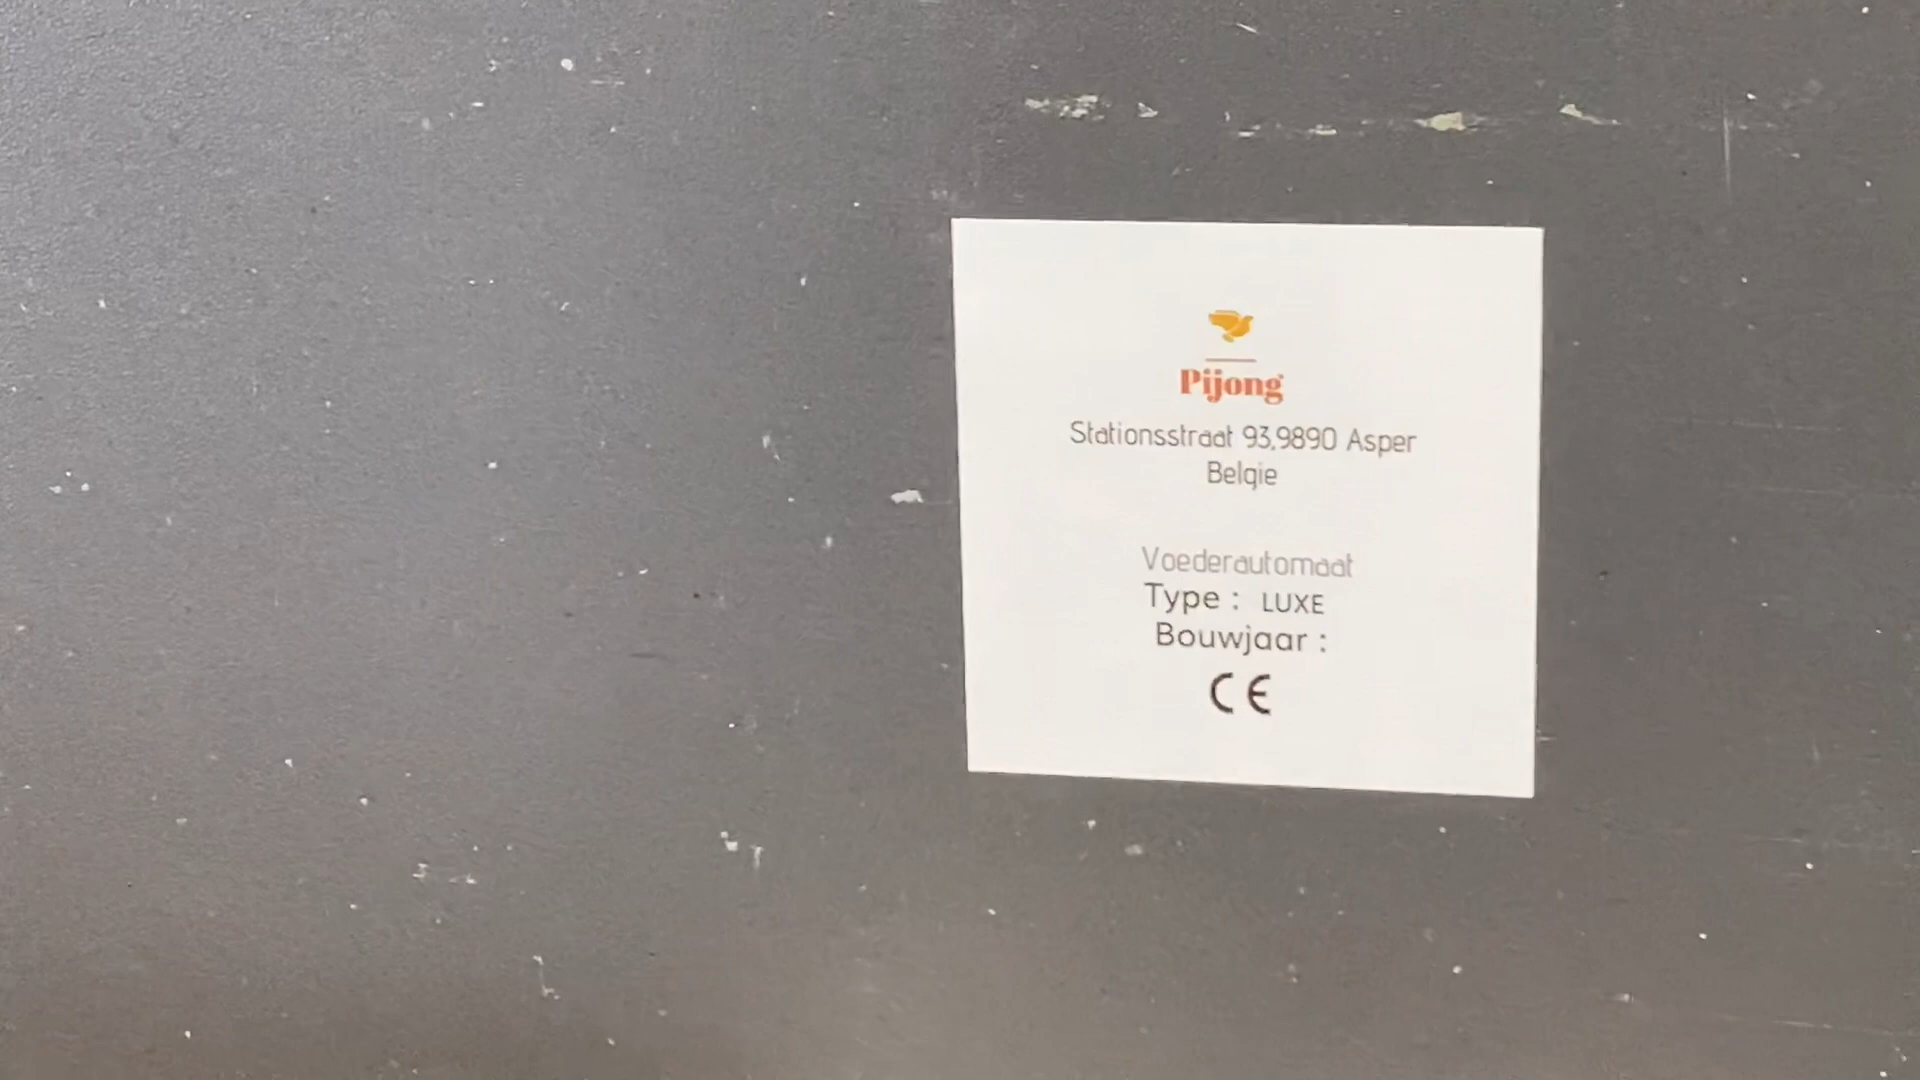 Pijong
Stationsstraat 93,9890 Asper
Belgie
Voederautomaat
Type : LUXE
Bouwjaar :
CE